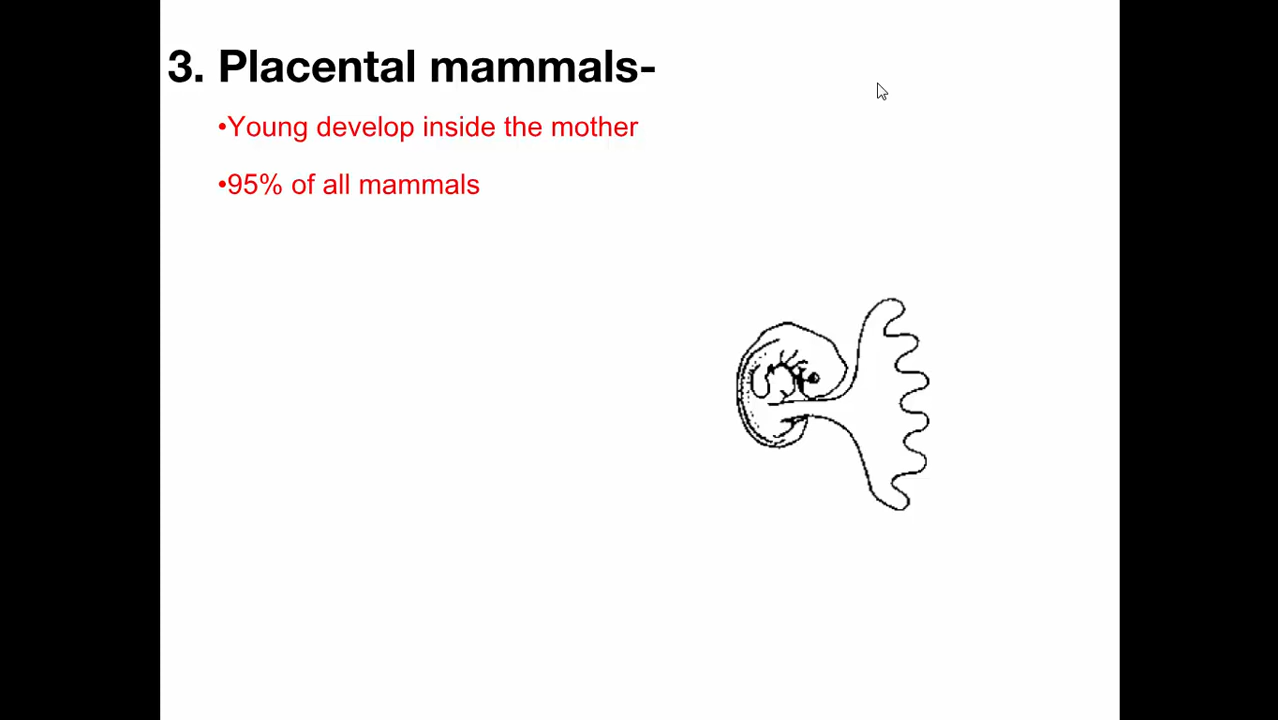 3. Placental mammals-
•Young develop inside the mother
•95% of all mammals